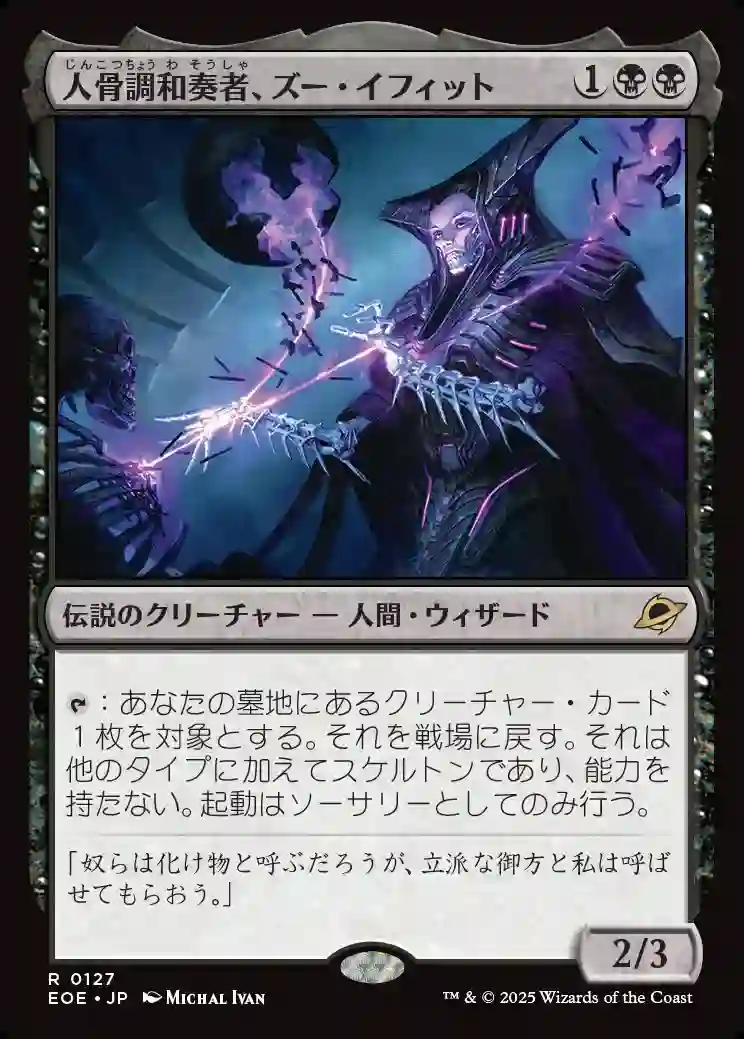 じんこつちょうわそうしゃ
人骨調和奏者、ズー・イフィット 1
伝説のクリーチャー — 人間・ウィザード
：あなたの墓地にあるクリーチャー・カード
１枚を対象とする。それを戦場に戻す。それは
他のタイプに加えてスケルトンであり、能力を
持たない。起動はソーサリーとしてのみ行う。
「奴らは化け物と呼ぶだろうが、立派な御方と私は呼ば
せてもらおう。」
2/3
R 0127
EOE • JP MICHAL IVAN
™ & © 2025 Wizards of the Coast